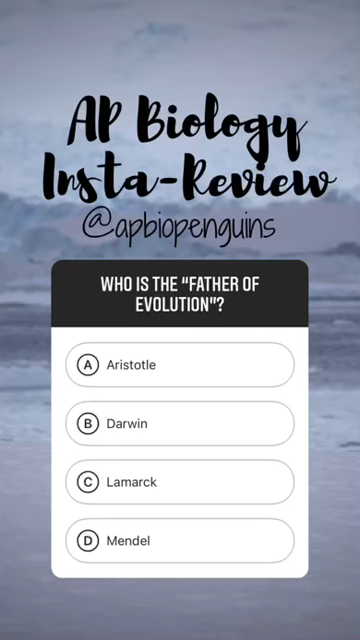 AP Biology
Insta-Review
@apbiopenguins
WHO IS THE “FATHER OF
EVOLUTION”?
A Aristotle
B Darwin
C Lamarck
D Mendel